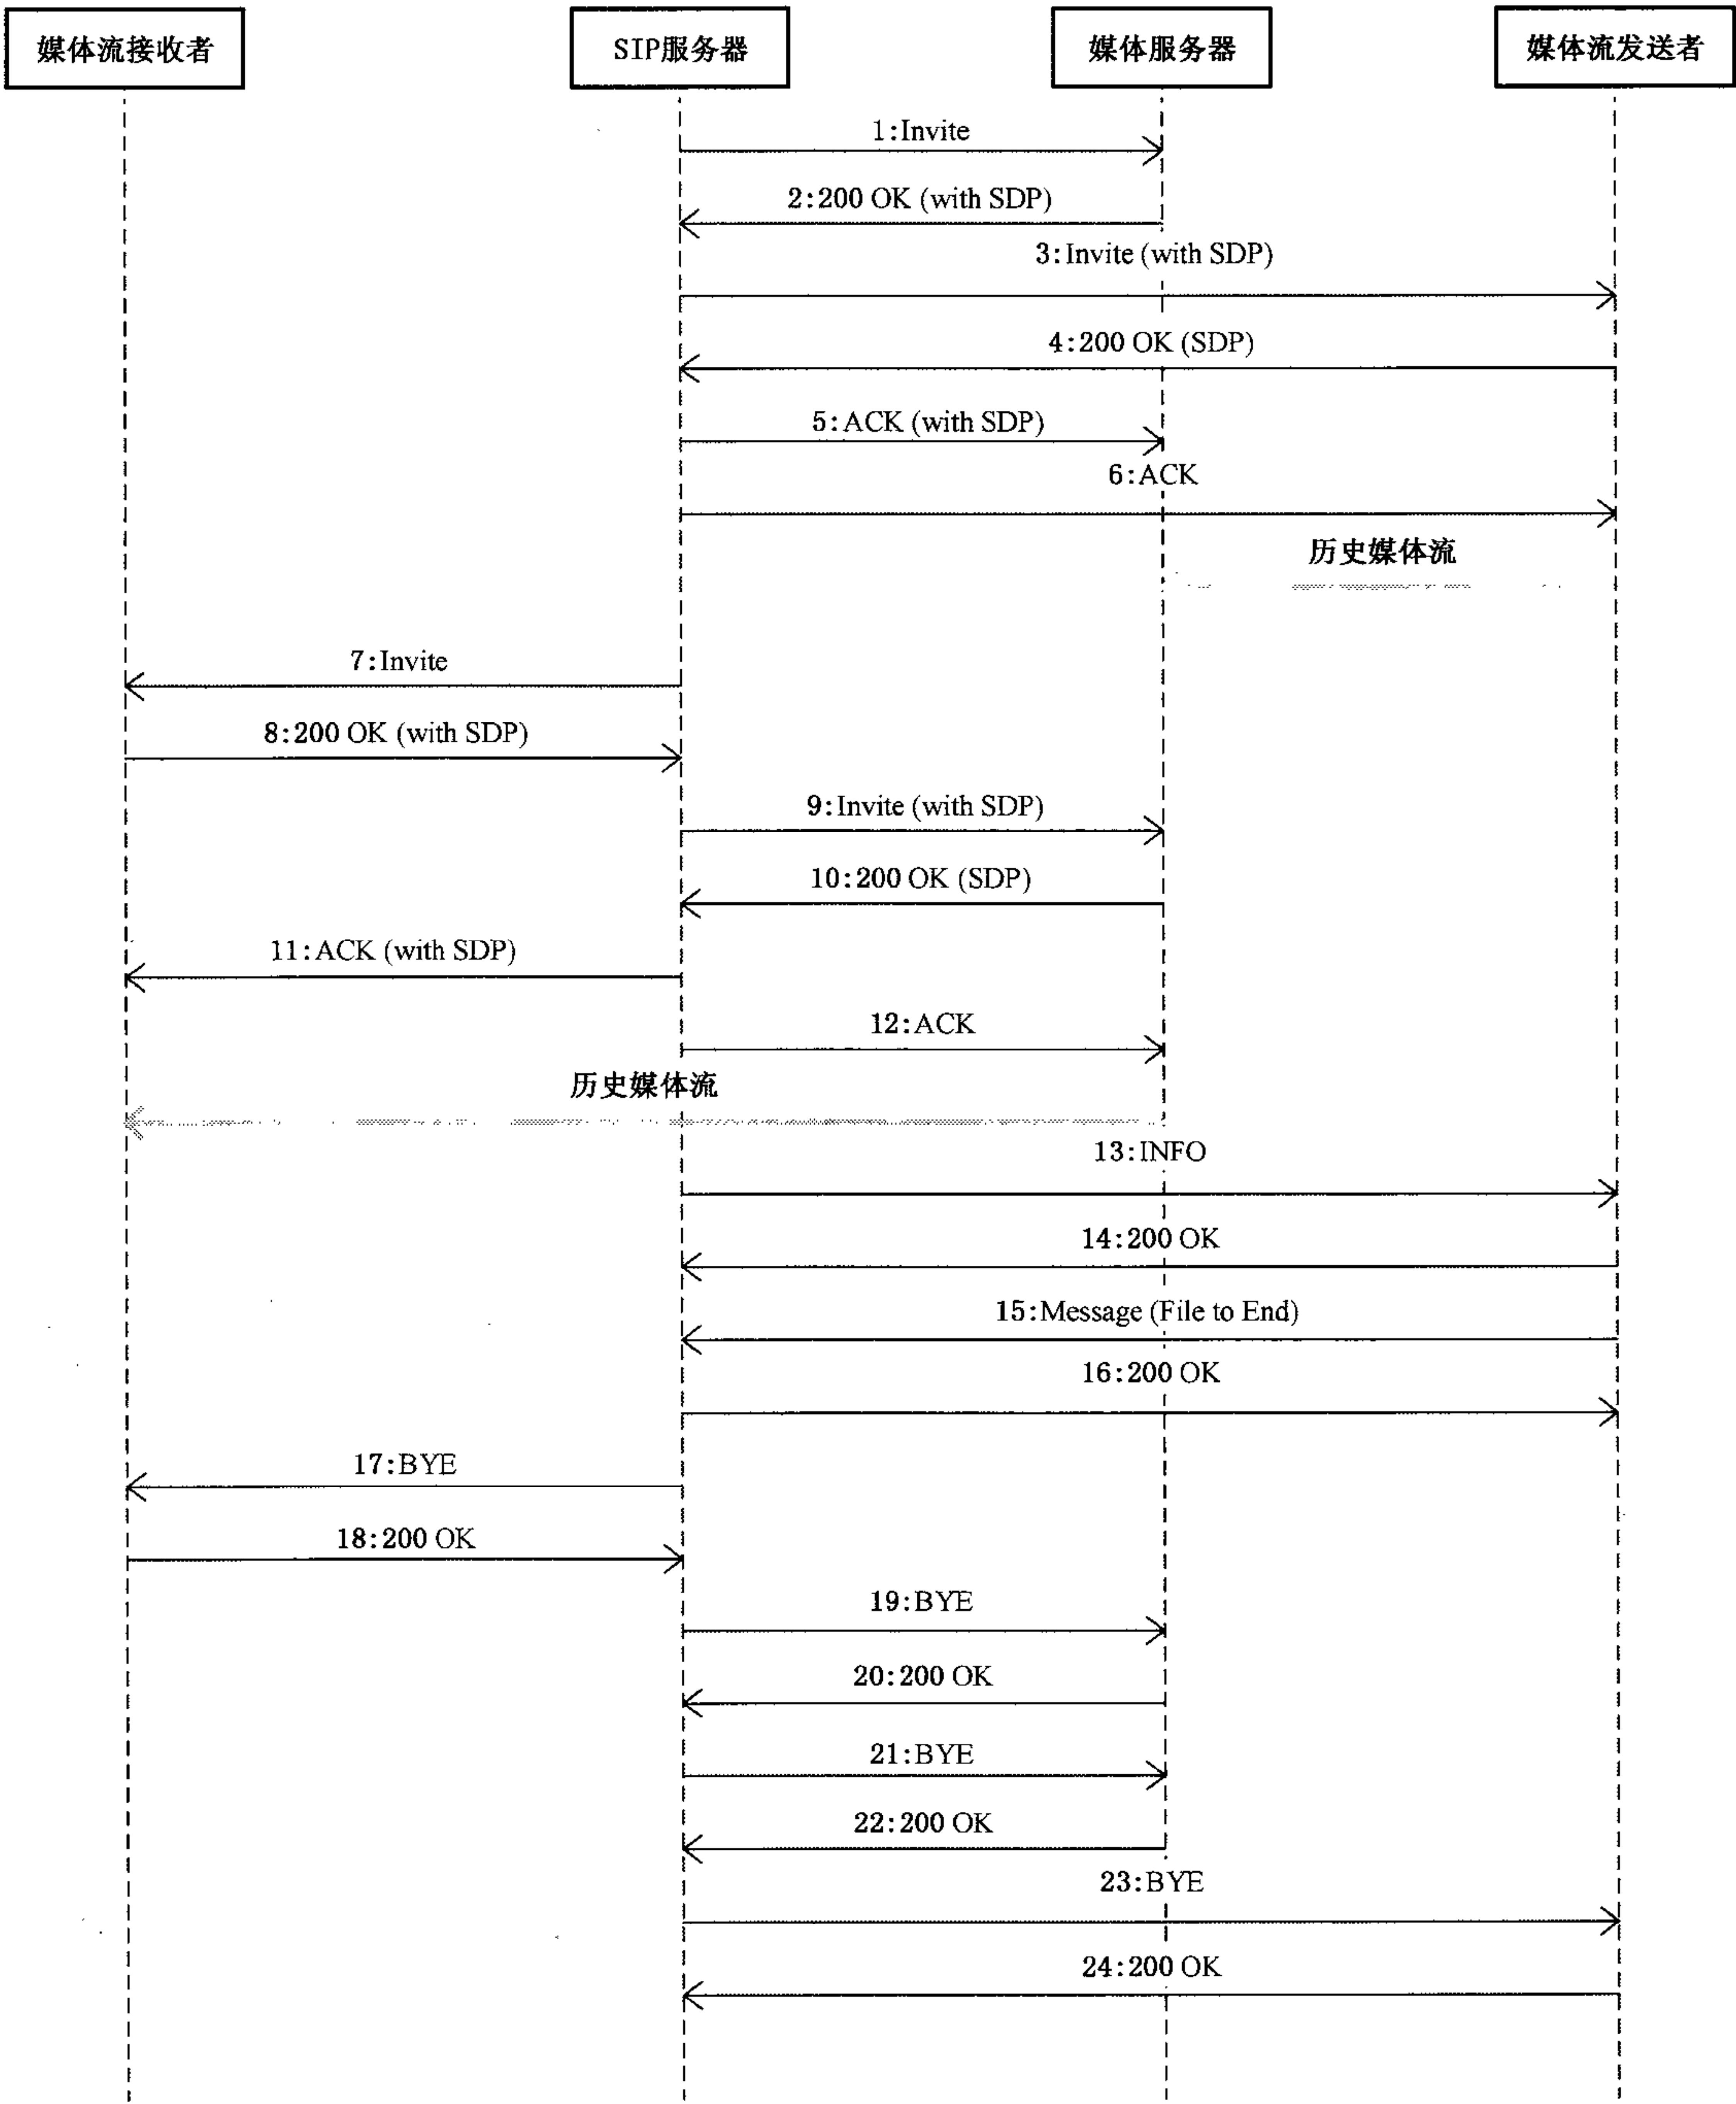 媒体流接收者
SIP服务器
媒体服务器
媒体流发送者
1:Invite
2:200 OK (with SDP)
3:Invite (with SDP)
4:200 OK (SDP)
5:ACK (with SDP)
6:ACK
历史媒体流
7:Invite
8:200 OK (with SDP)
9:Invite (with SDP)
10:200 OK (SDP)
11:ACK (with SDP)
12:ACK
历史媒体流
13:INFO
14:200 OK
15:Message (File to End)
16:200 OK
17:BYE
18:200 OK
19:BYE
20:200 OK
21:BYE
22:200 OK
23:BYE
24:200 OK